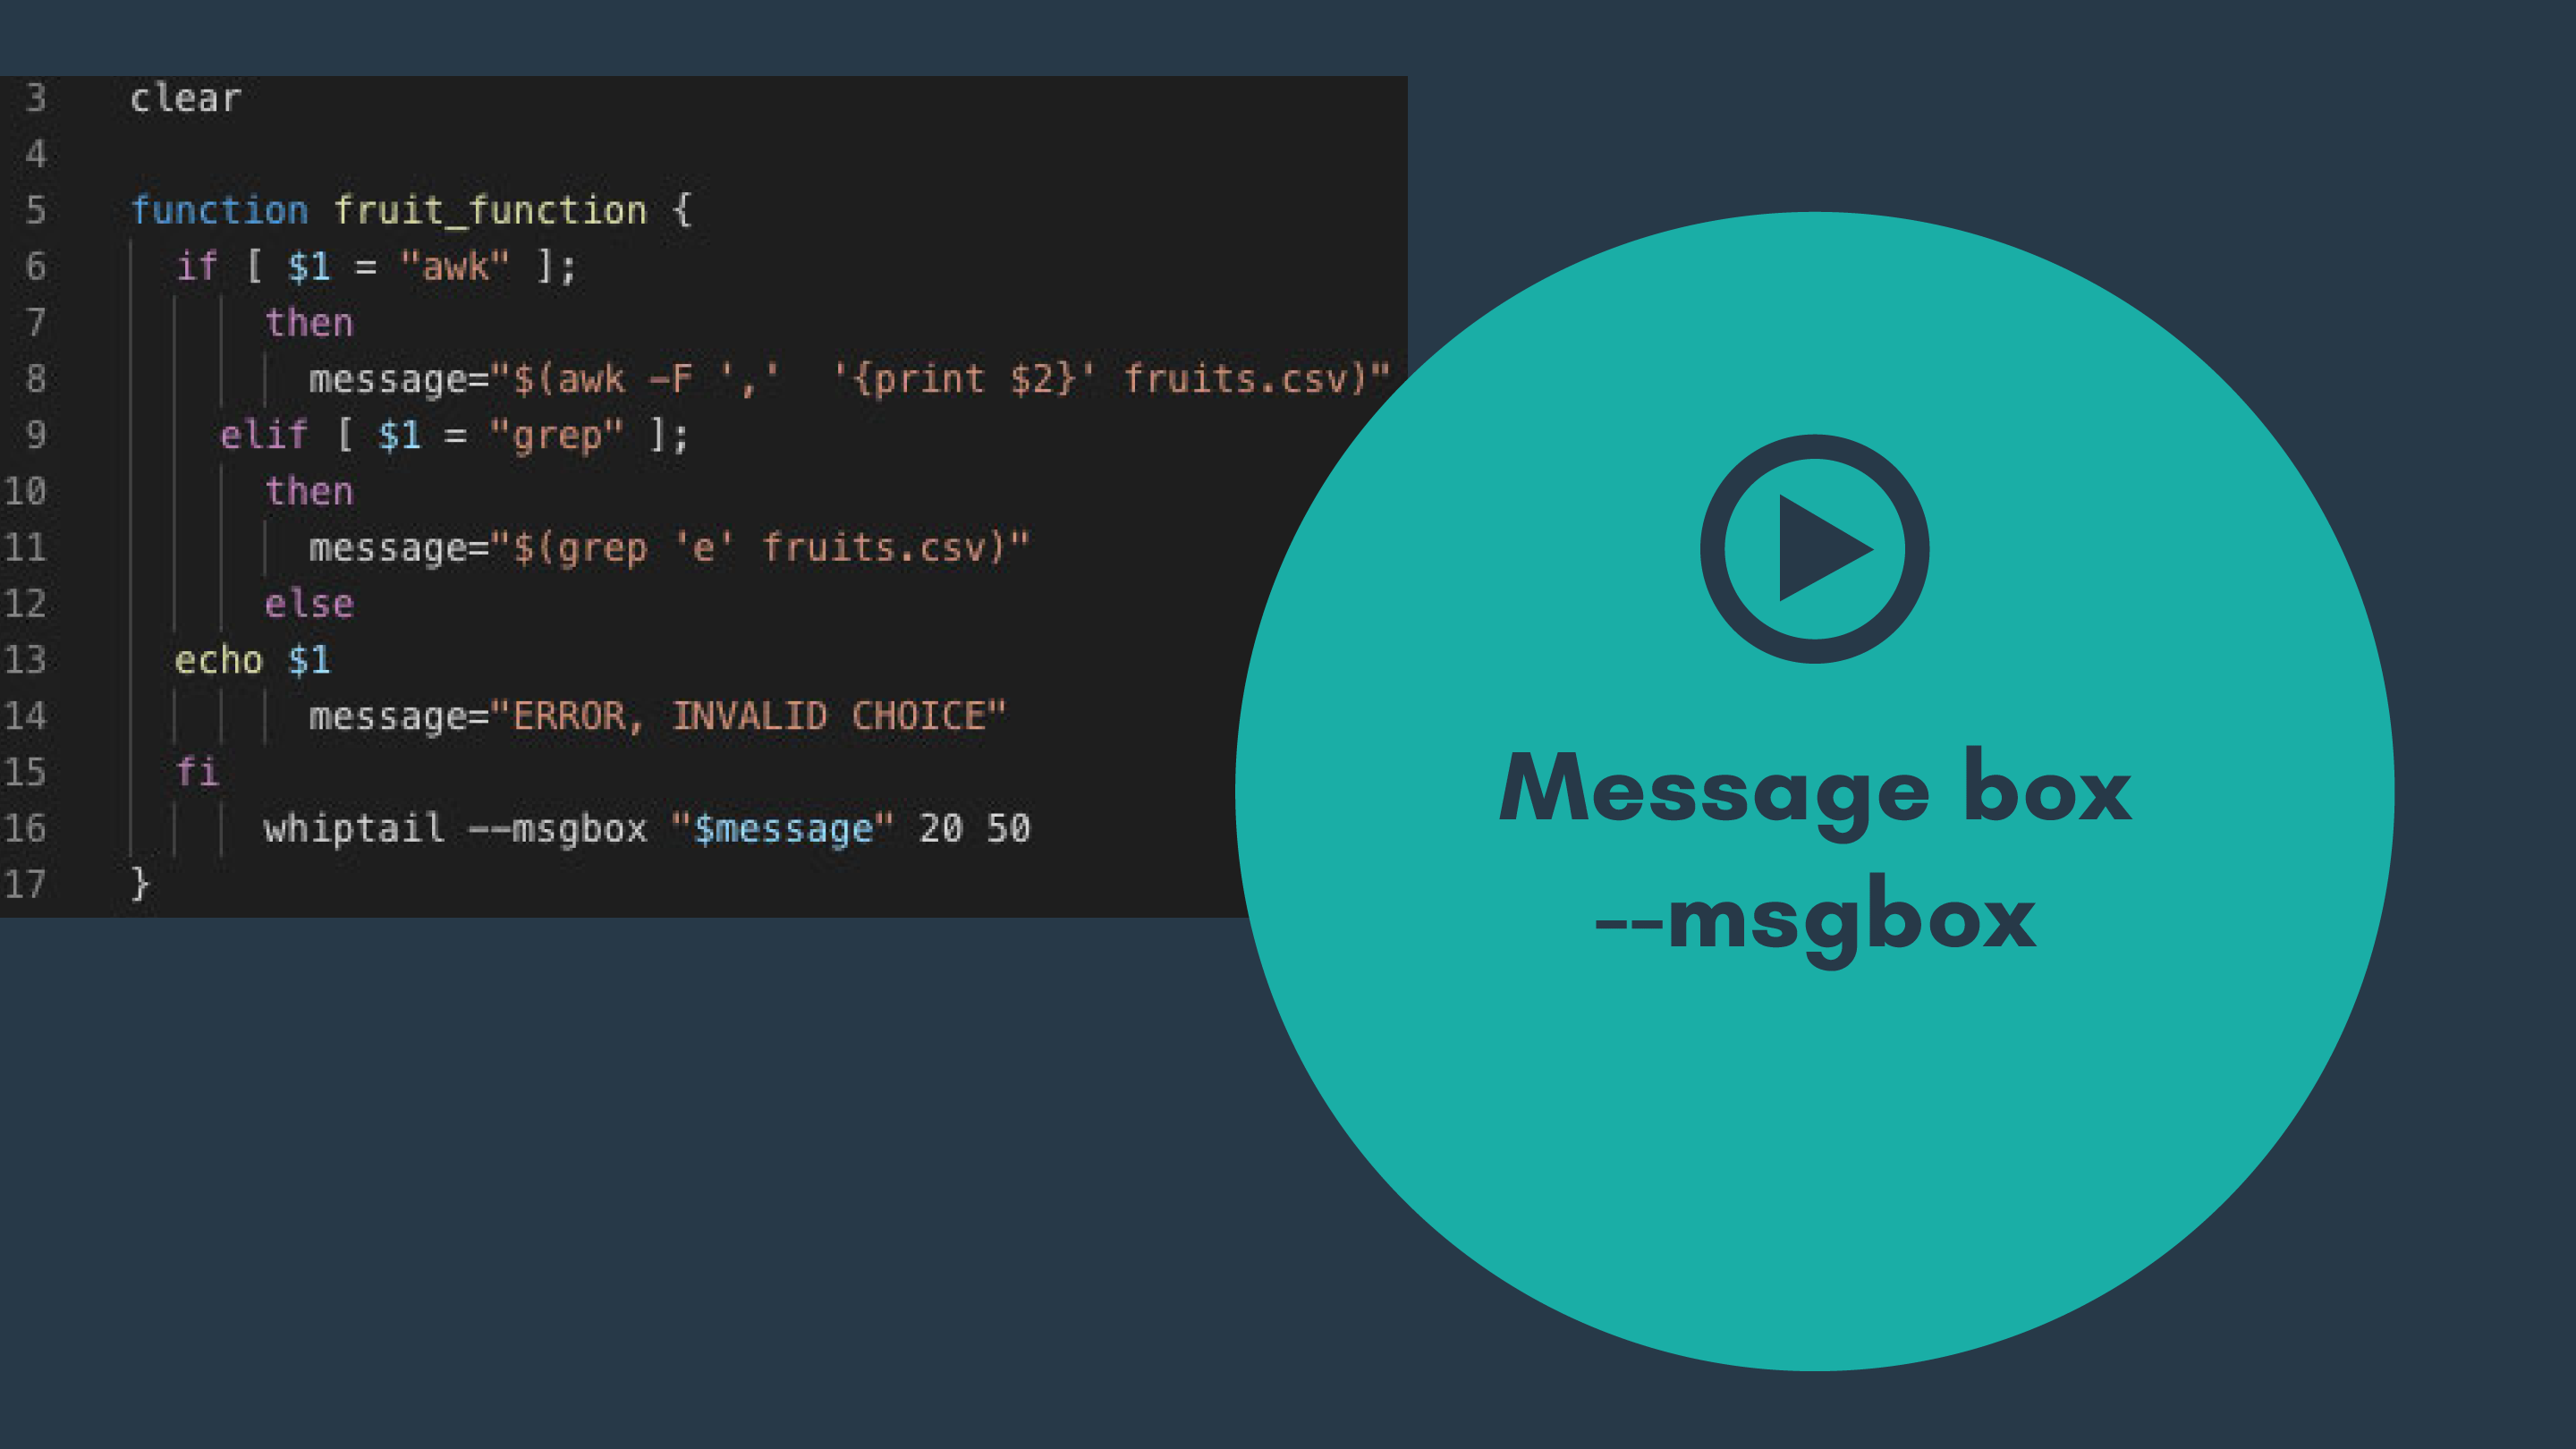 3 clear
4
5 function fruit_function {
6 if [ $1 = "awk" ];
7 then
8 message="$(awk -F ','  '{print $2}' fruits.csv)"
9 elif [ $1 = "grep" ];
10 then
11 message="$(grep 'e' fruits.csv)"
12 else
13 echo $1
14 message="ERROR, INVALID CHOICE"
15 fi
16 whiptail --msgbox "$message" 20 50
17 }
Message box
--msgbox